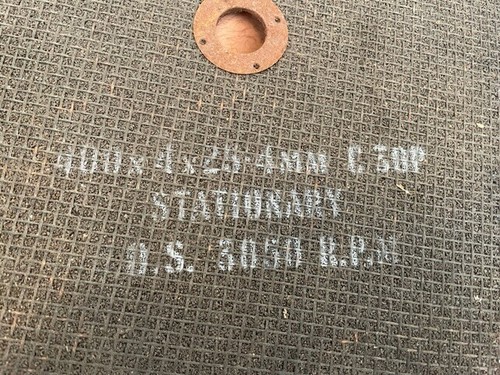 400x4x25·4MM C30P
STATIONARY
O.S. 3050 R.P.M